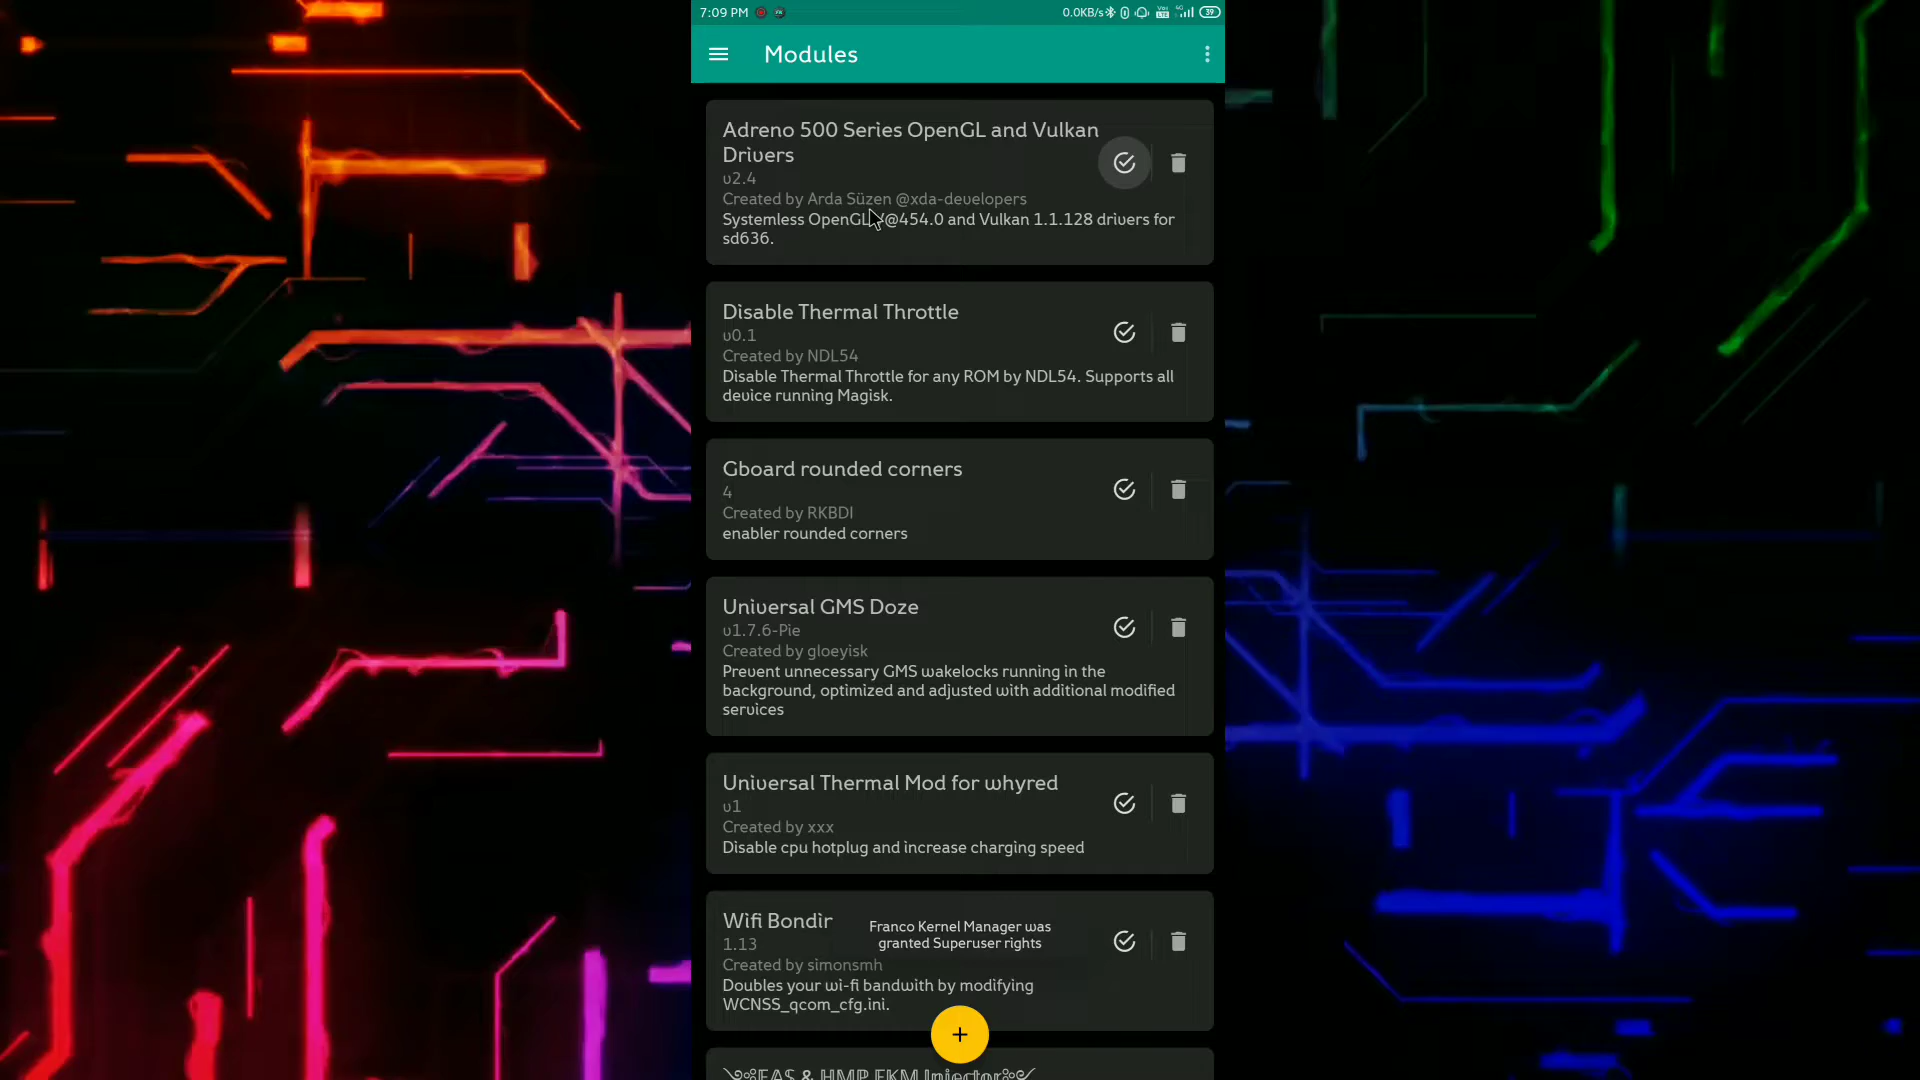 7:09 PM
0.0KB/s
39
Modules
Adreno 500 Series OpenGL and Vulkan
Drivers
v2.4
Created by Arda Süzen @xda-developers
Systemless OpenGL V@454.0 and Vulkan 1.1.128 drivers for
sd636.
Disable Thermal Throttle
v0.1
Created by NDL54
Disable Thermal Throttle for any ROM by NDL54. Supports all
device running Magisk.
Gboard rounded corners
4
Created by RKBDI
enabler rounded corners
Universal GMS Doze
v1.7.6-Pie
Created by gloeyisk
Prevent unnecessary GMS wakelocks running in the
background, optimized and adjusted with additional modified
services
Universal Thermal Mod for whyred
v1
Created by xxx
Disable cpu hotplug and increase charging speed
Wifi Bondin
1.13
Franco Kernel Manager was
granted Superuser rights
Created by simonsmh
Doubles your wi-fi bandwith by modifying
WCNSS_qcom_cfg.ini.
+
EAS & HMP FKM Injector